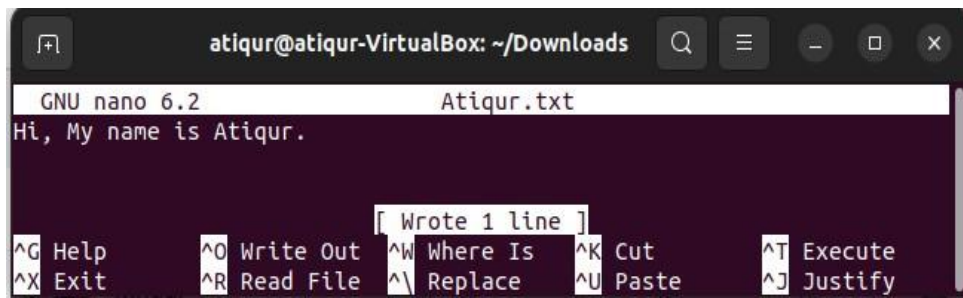 atiqur@atiqur-VirtualBox: ~/Downloads
GNU nano 6.2 Atiqur.txt
Hi, My name is Atiqur.
[ Wrote 1 line ]
^G Help ^O Write Out ^W Where Is ^K Cut ^T Execute
^X Exit ^R Read File ^\ Replace ^U Paste ^J Justify